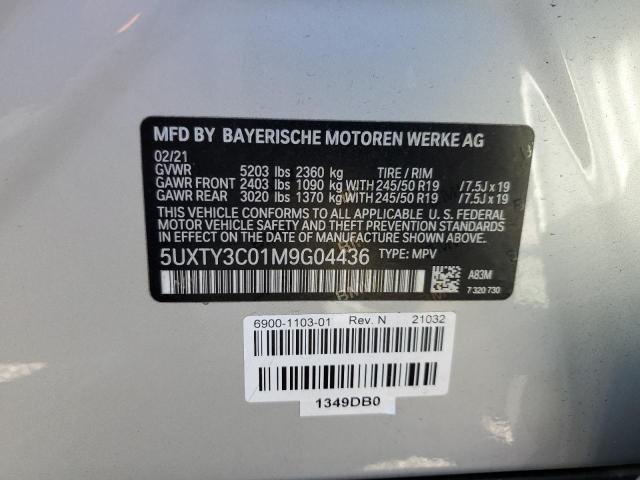 MFD BY BAYERISCHE MOTOREN WERKE AG
02/21
GVWR 5203 lbs 2360 kg TIRE / RIM
GAWR FRONT 2403 lbs 1090 kg WITH 245/50 R19 /7.5J x 19
GAWR REAR 3020 lbs 1370 kg WITH 245/50 R19 /7.5J x 19
THIS VEHICLE CONFORMS TO ALL APPLICABLE U. S. FEDERAL
MOTOR VEHICLE SAFETY, BUMPER, AND THEFT PREVENTION
STANDARDS IN EFFECT ON THE DATE OF MANUFACTURE SHOWN ABOVE.
5UXTY3C01M9G04436 TYPE: MPV
A83M
7 320 730
6900-1103-01 Rev. N 21032
1349DB0